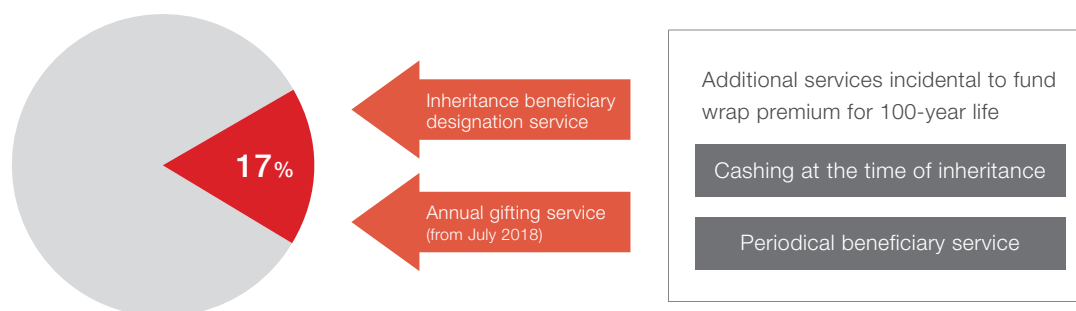 17%
Inheritance beneficiary
designation service
Annual gifting service
(from July 2018)
Additional services incidental to fund
wrap premium for 100-year life
Cashing at the time of inheritance
Periodical beneficiary service